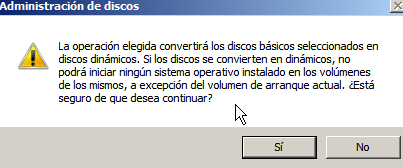 Administración de discos
La operación elegida convertirá los discos básicos seleccionados en
discos dinámicos. Si los discos se convierten en dinámicos, no
podrá iniciar ningún sistema operativo instalado en los volúmenes
de los mismos, a excepción del volumen de arranque actual. ¿Está
seguro de que desea continuar?
Sí
No